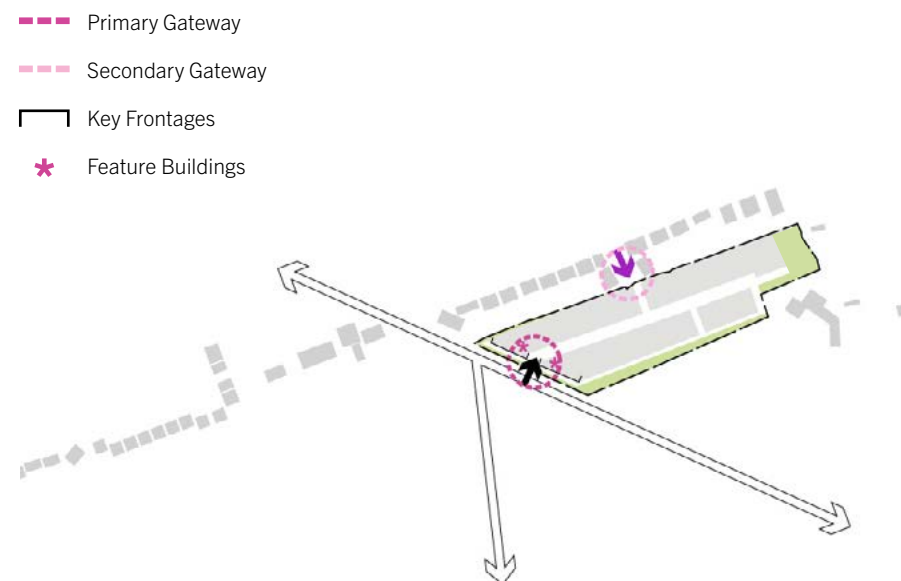 Primary Gateway
Secondary Gateway
Key Frontages
Feature Buildings